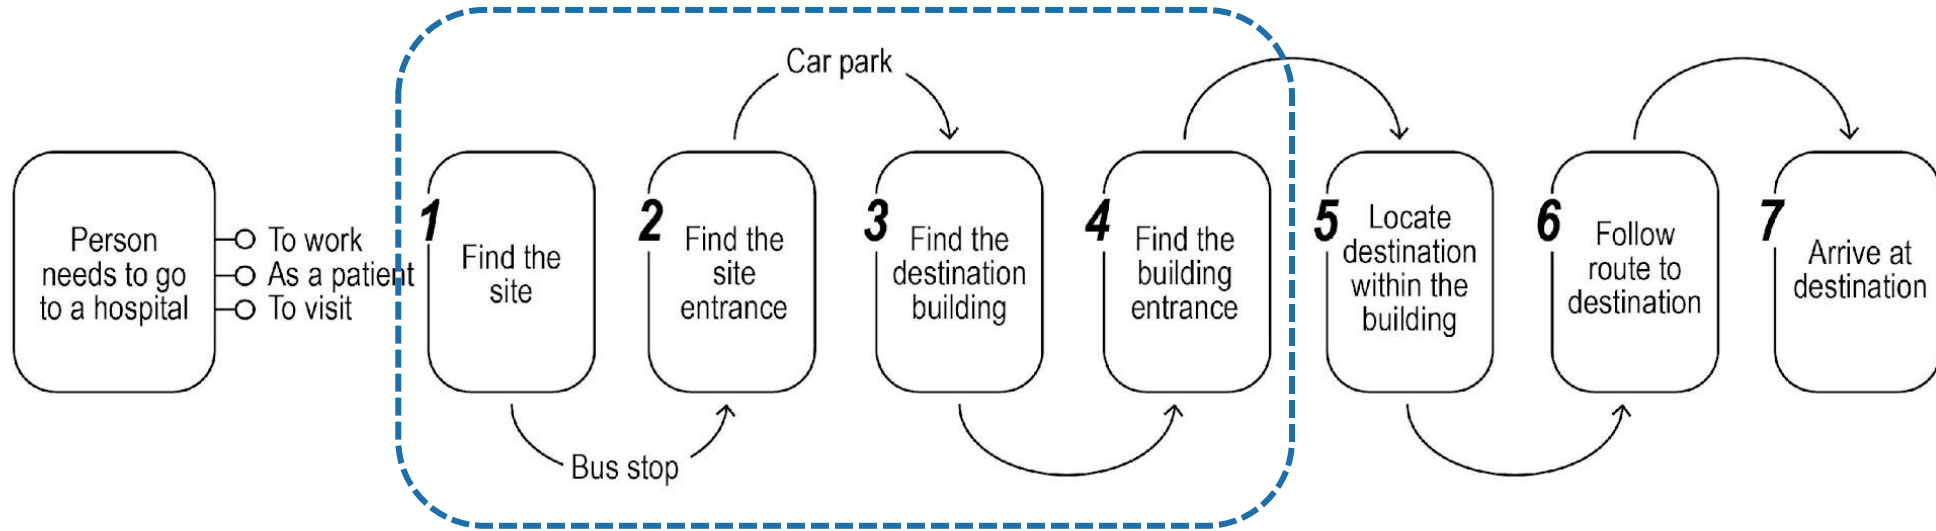 Person
needs to go
to a hospital
To work
As a patient
To visit
1
Find the
site
Bus stop
2
Find the
site
entrance
Car park
3
Find the
destination
building
4
Find the
building
entrance
5
Locate
destination
within the
building
6
Follow
route to
destination
7
Arrive at
destination